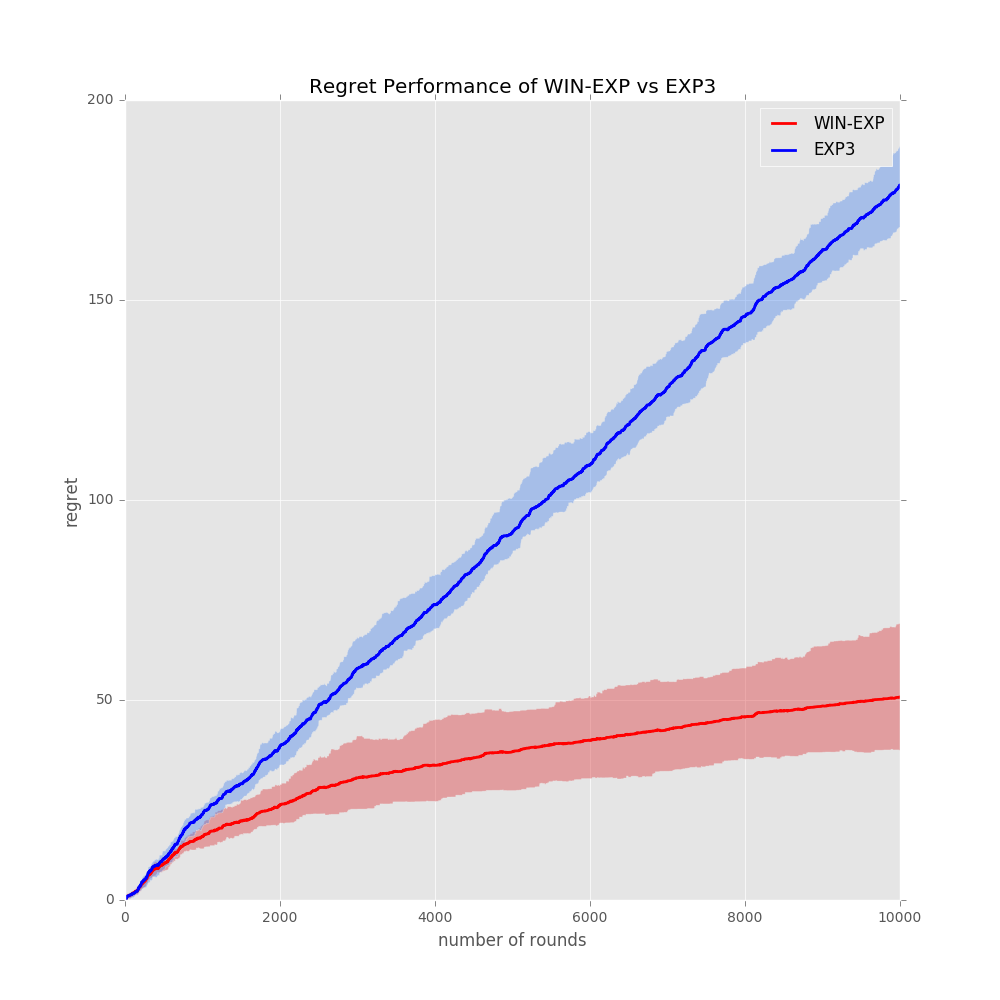 Regret Performance of WIN-EXP vs EXP3
200
WIN-EXP
EXP3
150
100
regret
50
0
0 2000 4000 6000 8000 10000
number of rounds